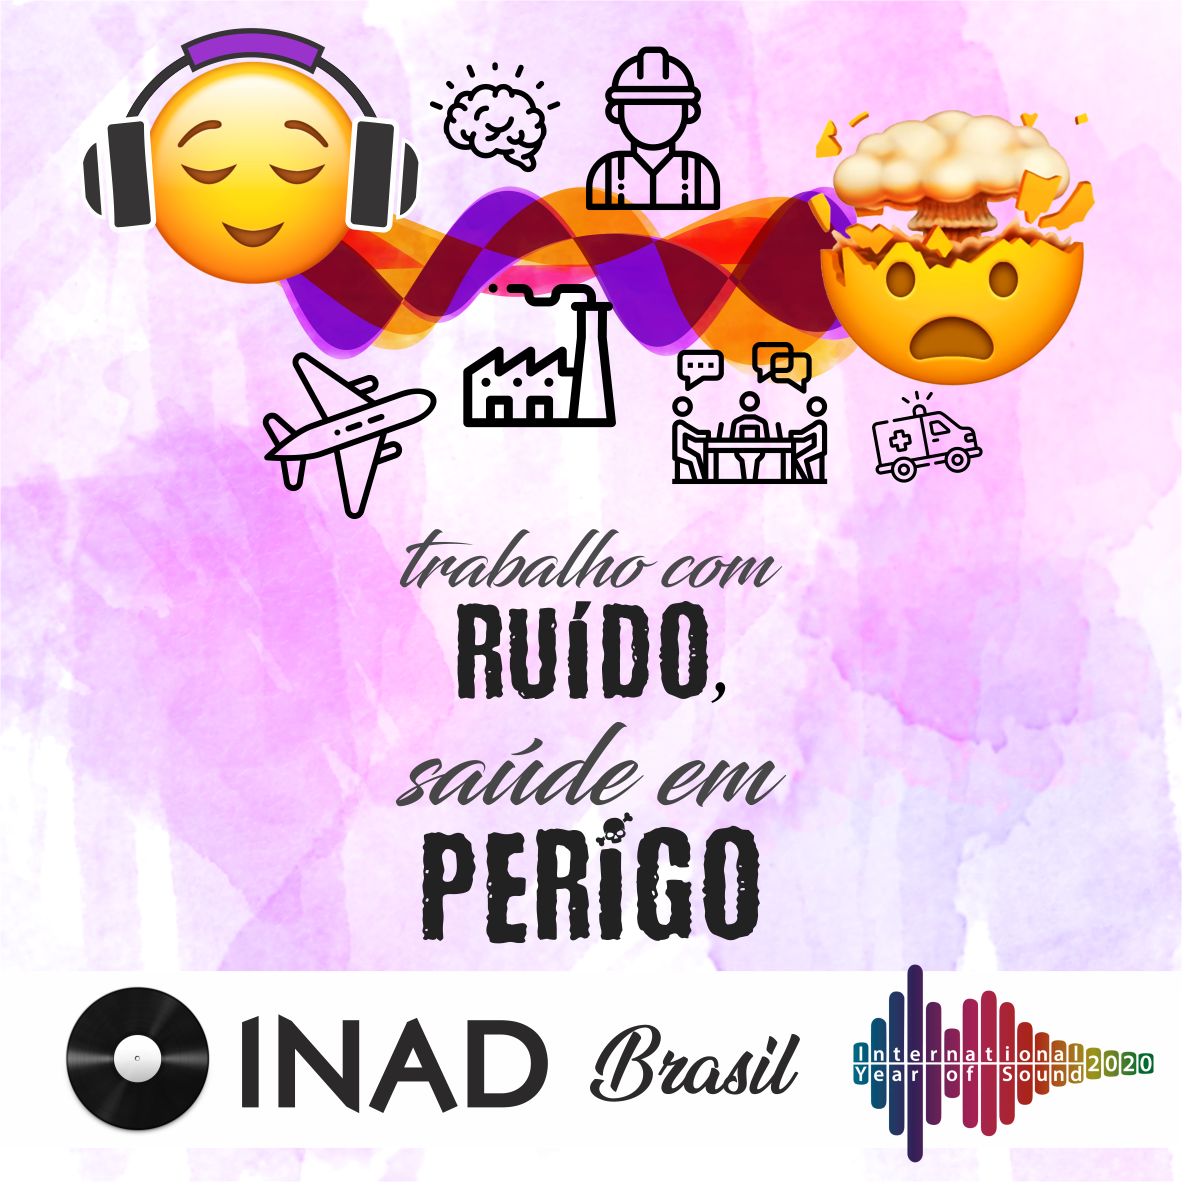 trabalho com
RUÍDO,
saúde em
PERIGO
INAD Brasil
International
Year of Sound 2020